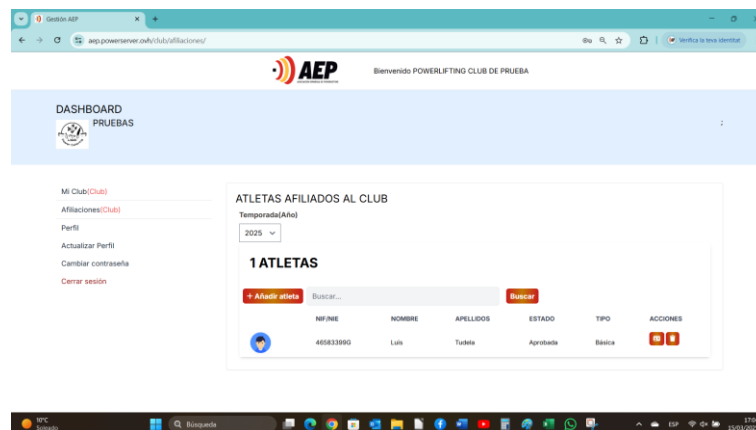 Gestión AEP
aep.powerserver.ovh/club/afiliaciones/
Verifica la teva identitat
AEP
Bienvenido POWERLIFTING CLUB DE PRUEBA
DASHBOARD
PRUEBAS
:
Mi Club(Club)
Afiliaciones(Club)
Perfil
Actualizar Perfil
Cambiar contraseña
Cerrar sesión
ATLETAS AFILIADOS AL CLUB
Temporada(Año)
2025
1 ATLETAS
+ Añadir atleta Buscar... Buscar
NIF/NIE NOMBRE APELLIDOS ESTADO TIPO ACCIONES
46583399G Luis Tudela Aprobada Básica
10°C
Soleado
Búsqueda
ESP